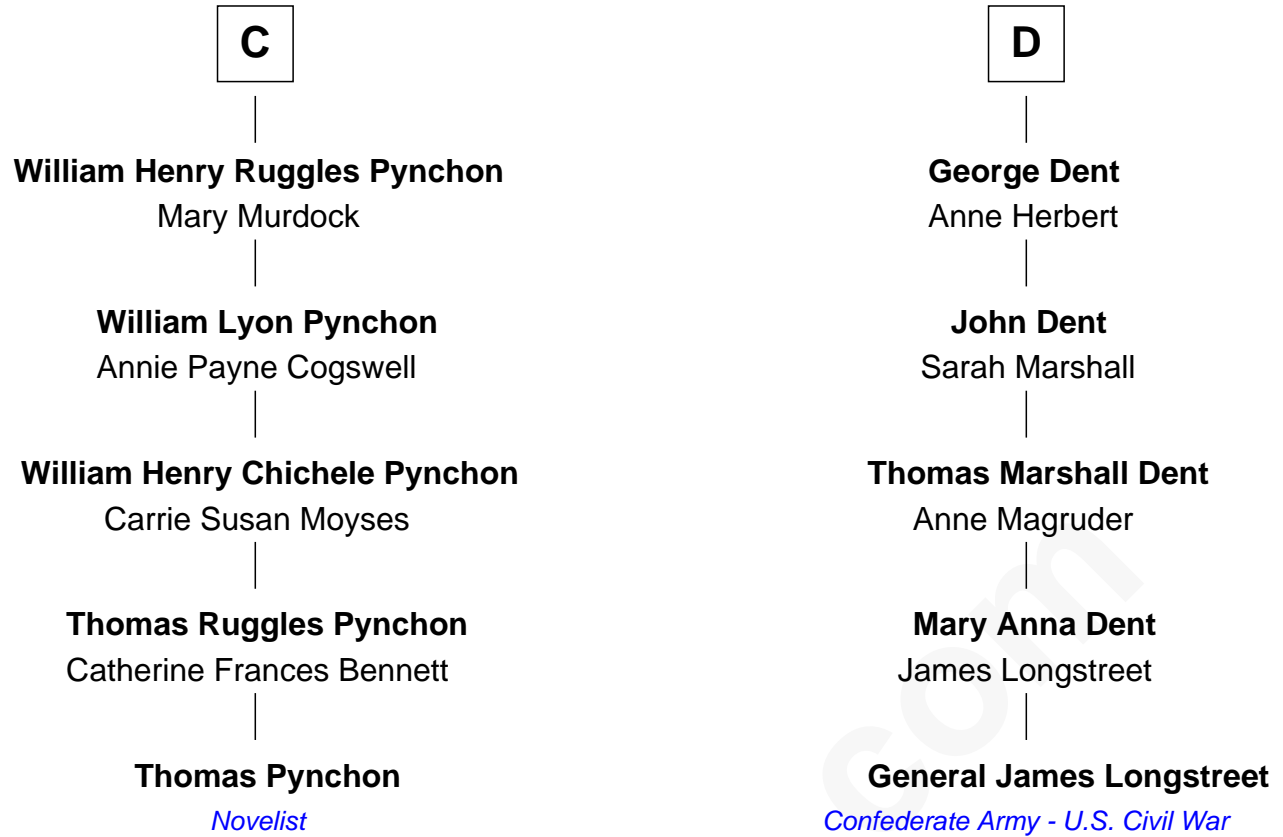 C
William Henry Ruggles Pynchon
Mary Murdock
William Lyon Pynchon
Annie Payne Cogswell
William Henry Chichele Pynchon
Carrie Susan Moyses
Thomas Ruggles Pynchon
Catherine Frances Bennett
Thomas Pynchon
Novelist
D
George Dent
Anne Herbert
John Dent
Sarah Marshall
Thomas Marshall Dent
Anne Magruder
Mary Anna Dent
James Longstreet
General James Longstreet
Confederate Army - U.S. Civil War
com